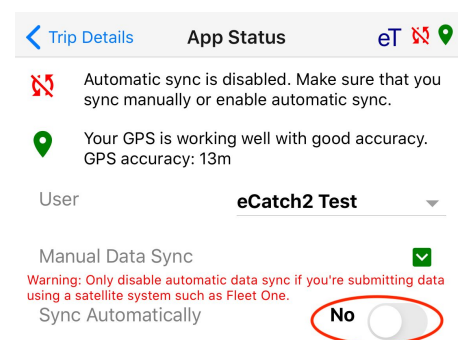 Trip Details App Status eT
Automatic sync is disabled. Make sure that you
sync manually or enable automatic sync.
Your GPS is working well with good accuracy.
GPS accuracy: 13m
User eCatch2 Test
Manual Data Sync
Warning: Only disable automatic data sync if you're submitting data
using a satellite system such as Fleet One.
Sync Automatically No